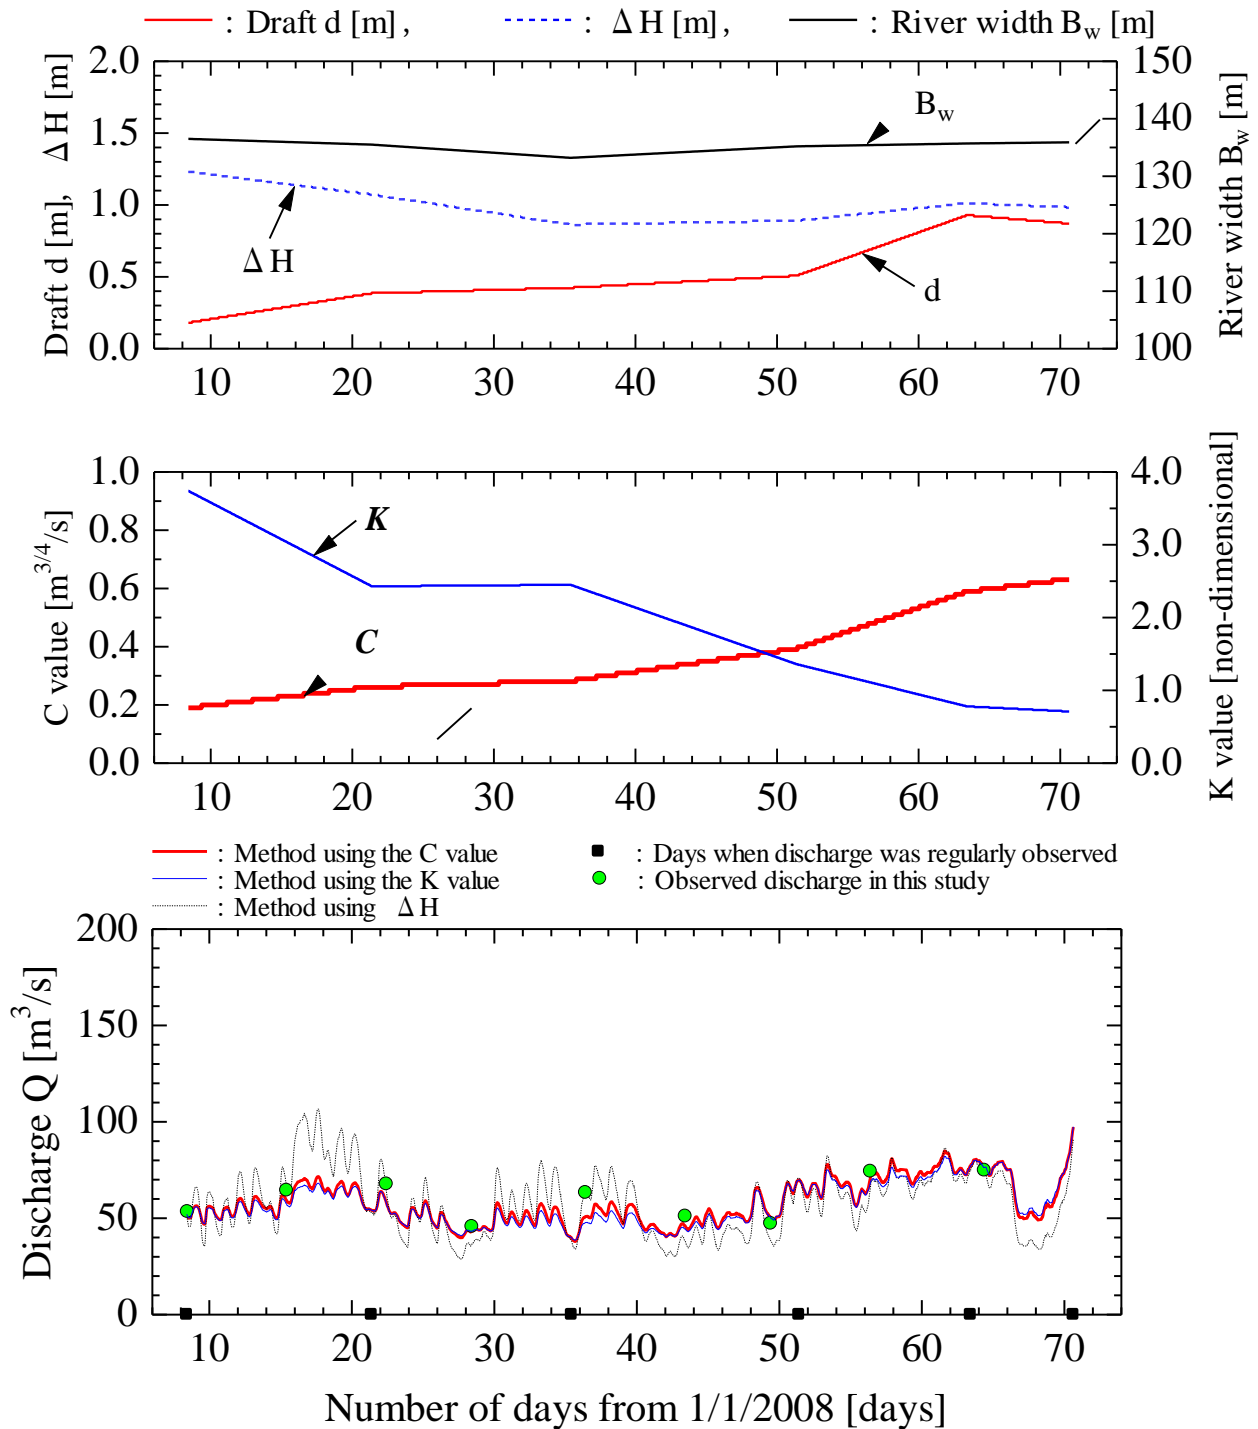 : Draft d [m] , : Δ H [m] , : River width Bw [m]
2.0
1.5
1.0
0.5
0.0
Draft d [m], Δ H [m]
150
140
130
120
110
100
River width Bw [m]
Bw
Δ H
d
10 20 30 40 50 60 70
1.0
0.8
0.6
0.4
0.2
0.0
C value [m3/4/s]
4.0
3.0
2.0
1.0
0.0
K value [non-dimensional]
K
C
10 20 30 40 50 60 70
: Method using the C value
: Method using the K value
: Method using Δ H
: Days when discharge was regularly observed
: Observed discharge in this study
200
150
100
50
0
Discharge Q [m3/s]
10 20 30 40 50 60 70
Number of days from 1/1/2008 [days]